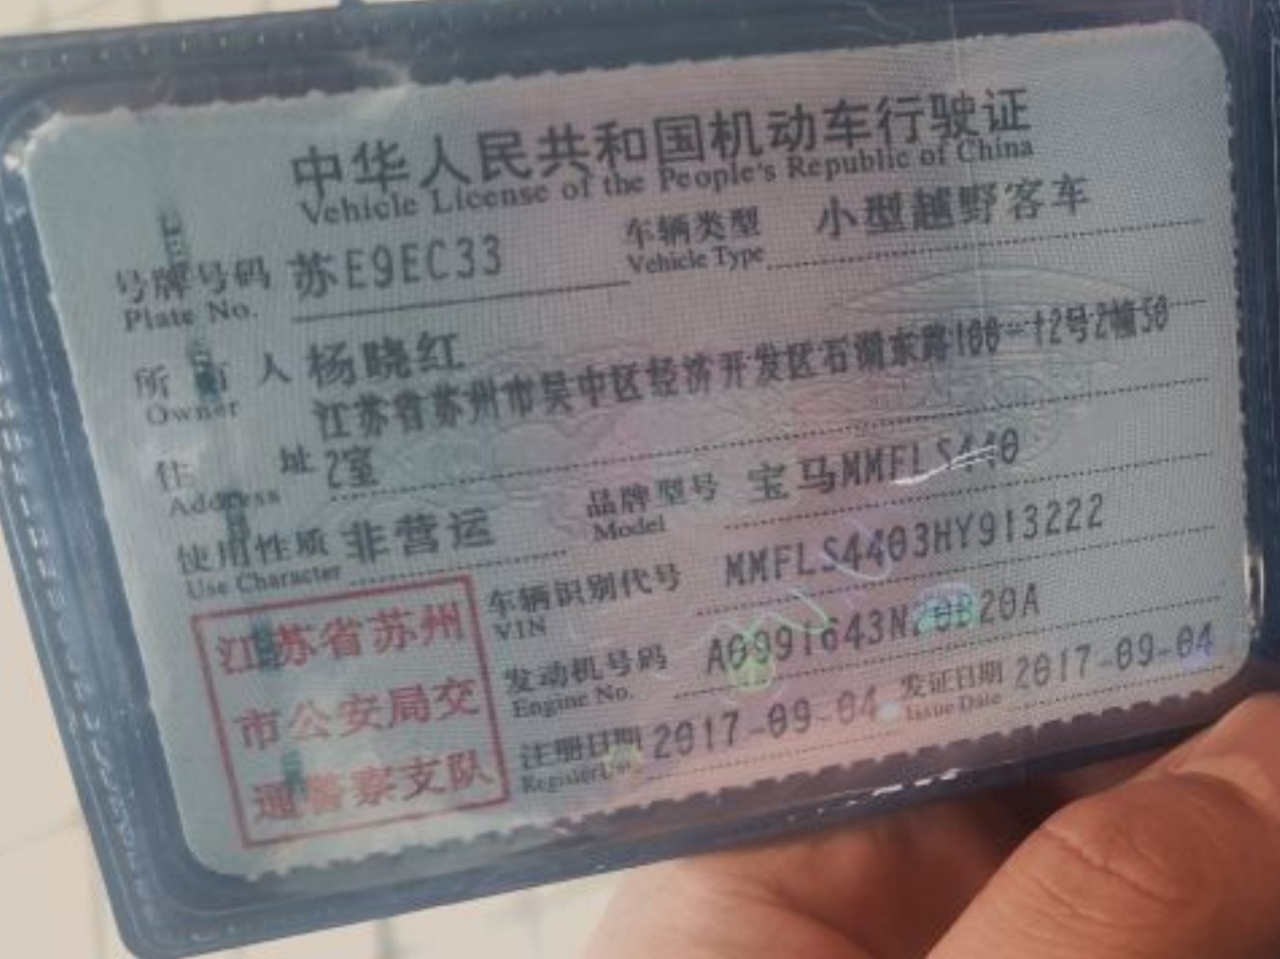 中华人民共和国机动车行驶证
Vehicle License of the People's Republic of China
号牌号码 苏E9EC33 车辆类型 小型越野客车
Plate No. Vehicle Type
所有人 杨晓红
Owner
江苏省苏州市吴中区经济开发区石湖东路100-12号2幢50
住址 2室
Address
品牌型号 宝马MMFLS440
Model
使用性质 非营运
Use Character
车辆识别代号 MMFLS4403HY913222
VIN
发动机号码 A0991643N20B20A
Engine No.
注册日期 2017-09-04 发证日期 2017-09-04
Register Issue Date
江苏省苏州
市公安局交
通警察支队